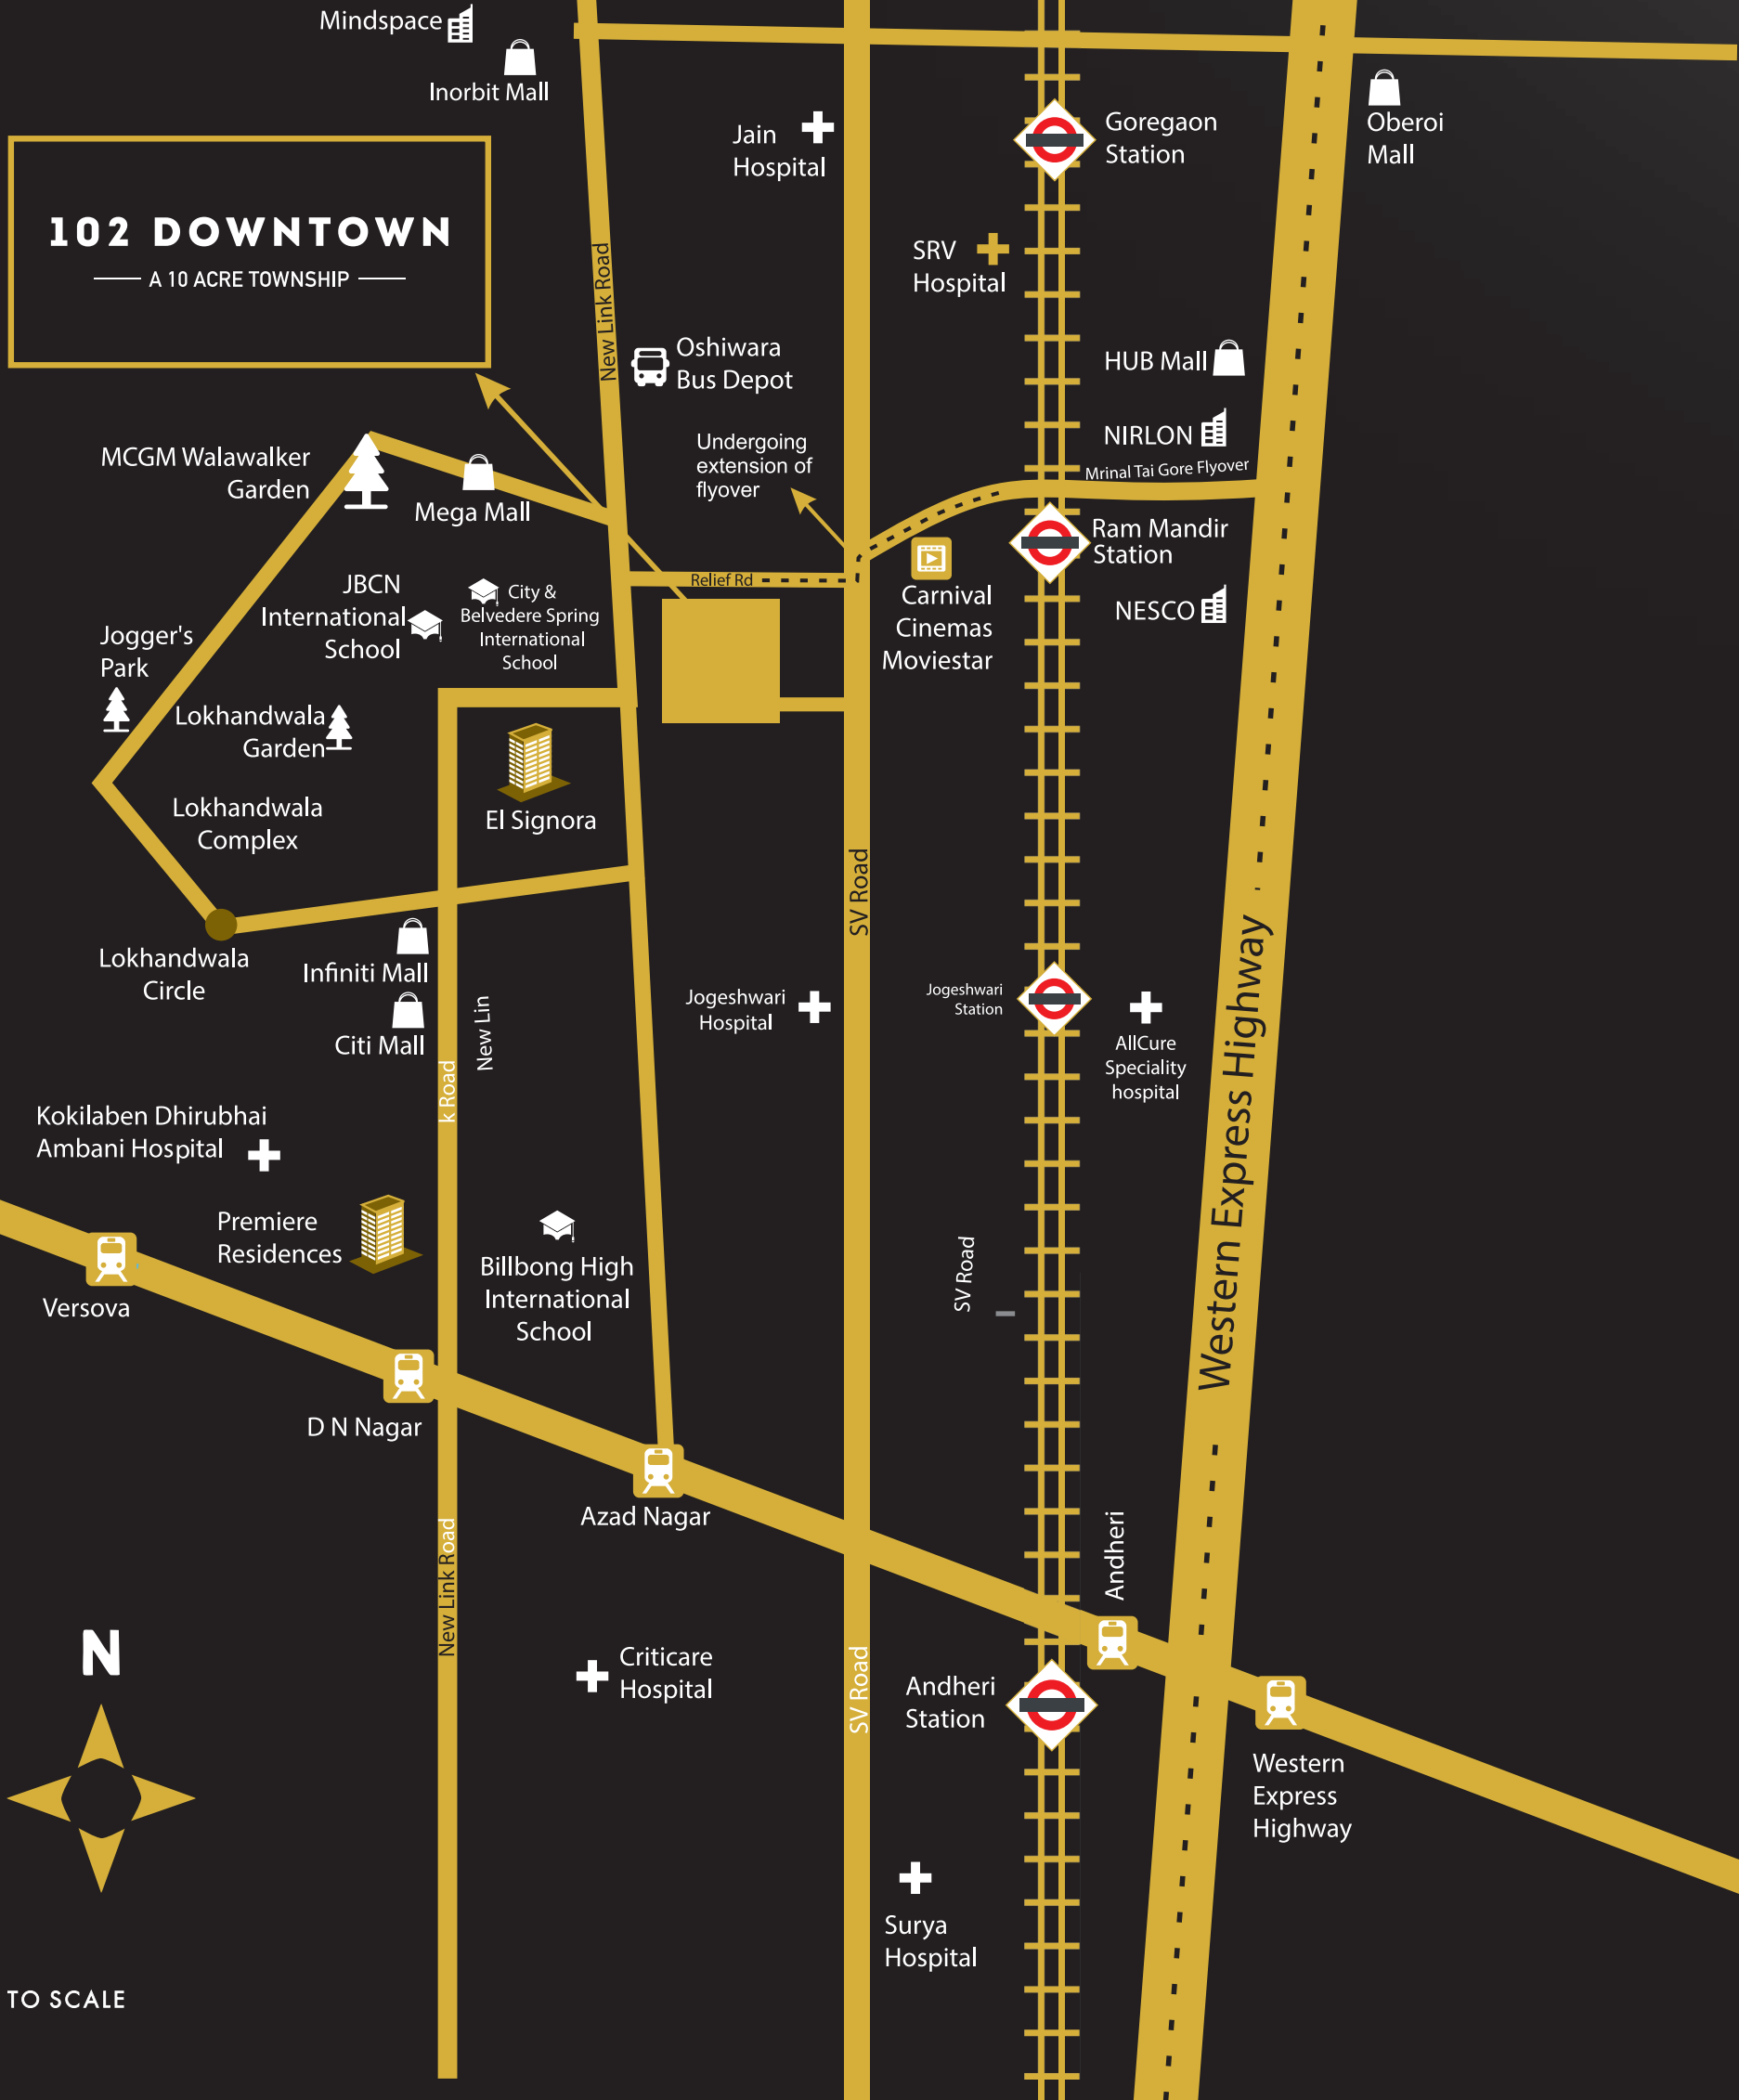 Mindspace
Inorbit Mall
Jain
Hospital
Goregaon
Station
Oberoi
Mall
102 DOWNTOWN
A 10 ACRE TOWNSHIP
New Link Road
SRV
Hospital
Oshiwara
Bus Depot
HUB Mall
NIRLON
Mrinal Tai Gore Flyover
Undergoing
extension of
flyover
MCGM Walawalker
Garden
Mega Mall
Ram Mandir
Station
Relief Rd
JBCN
International
School
City &
Belvedere Spring
International
School
Carnival
Cinemas
Moviestar
NESCO
Jogger's
Park
Lokhandwala
Garden
Lokhandwala
Complex
El Signora
SV Road
Lokhandwala
Circle
Infiniti Mall
Citi Mall
New Lin
k Road
Jogeshwari
Hospital
Jogeshwari
Station
AllCure
Speciality
hospital
Western Express Highway
Kokilaben Dhirubhai
Ambani Hospital
Premiere
Residences
Billbong High
International
School
SV Road
Versova
D N Nagar
Azad Nagar
Andheri
New Link Road
Criticare
Hospital
SV Road
Andheri
Station
Western
Express
Highway
N
Surya
Hospital
TO SCALE